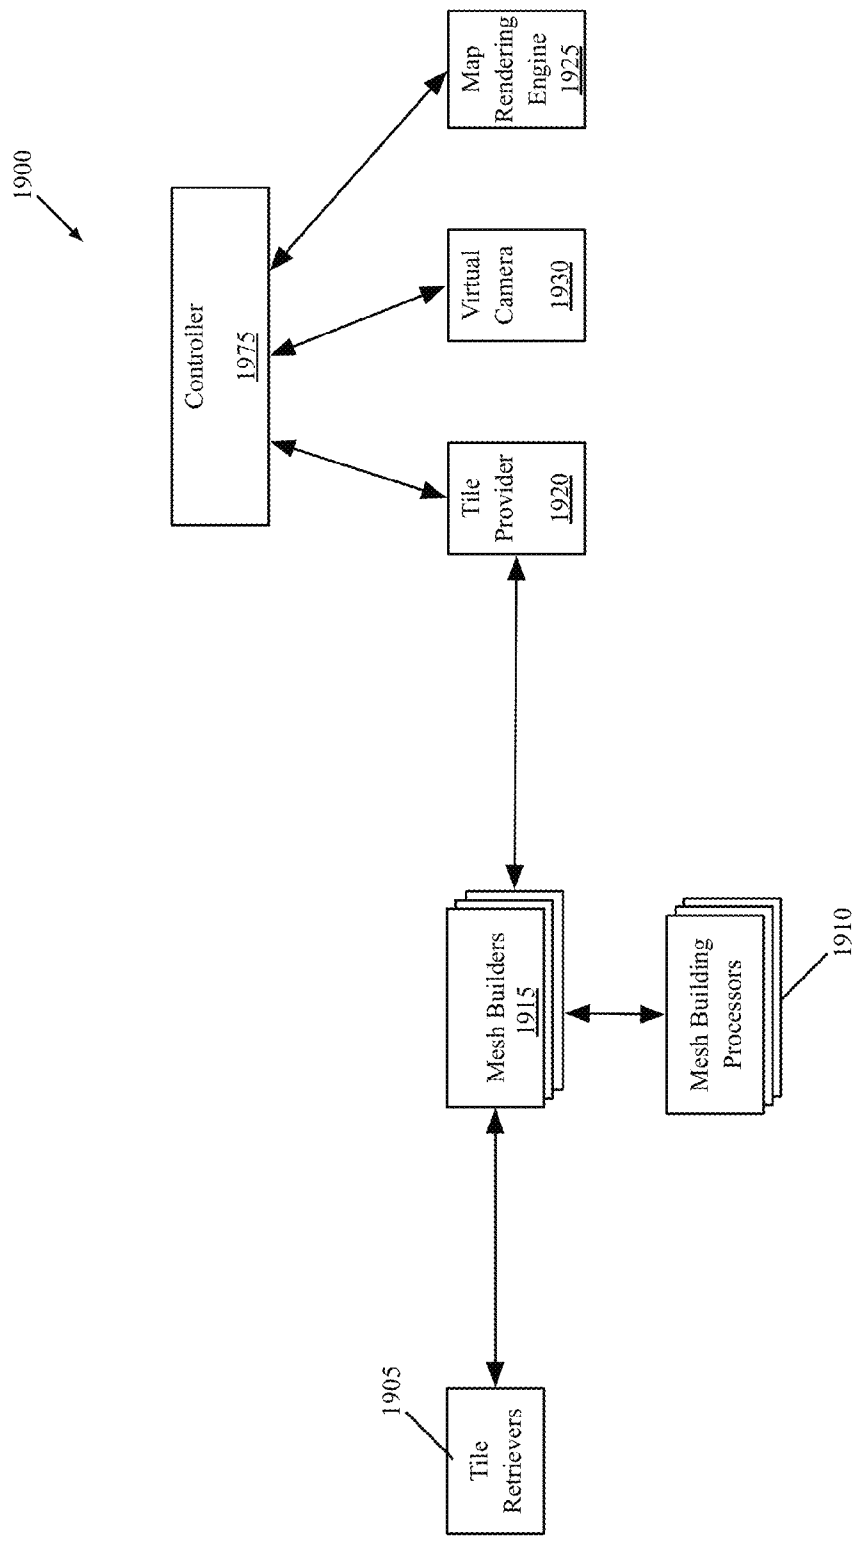 1900
Controller
1975
Tile
Retrievers
1905
Mesh Builders
1915
Mesh Building
Processors
1910
Tile
Provider
1920
Virtual
Camera
1930
Map
Rendering
Engine
1925